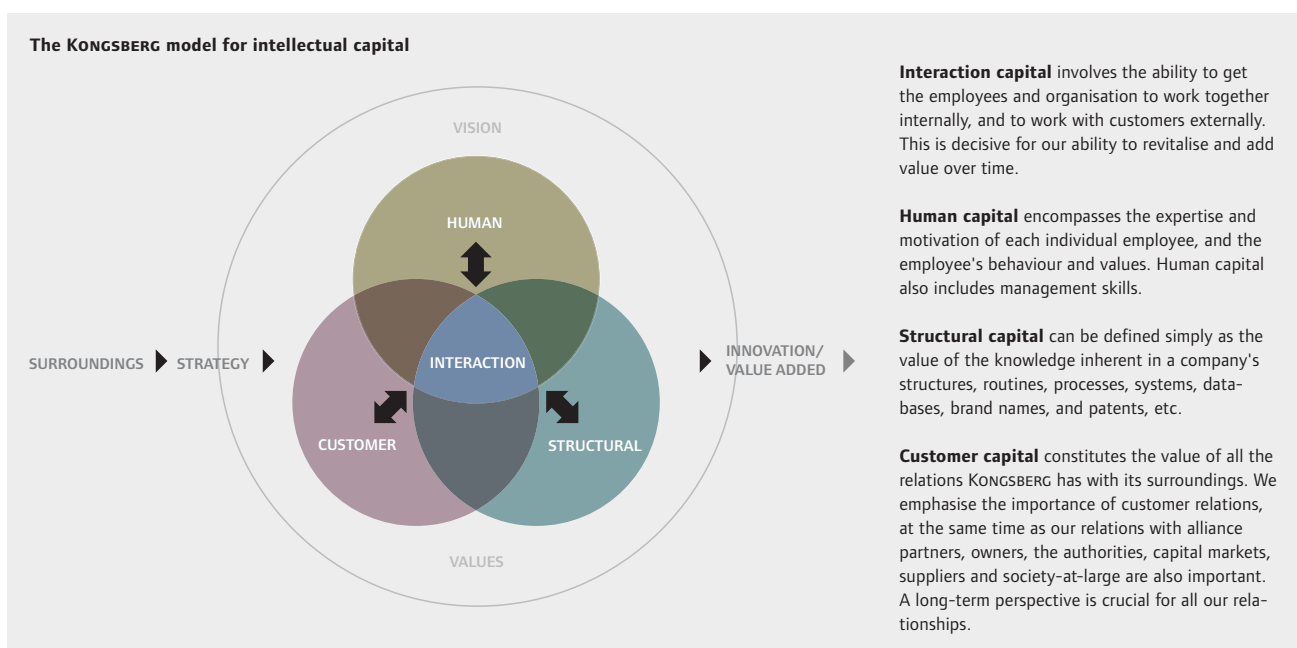 The KONGSBERG model for intellectual capital
VISION
HUMAN
INTERACTION
SURROUNDINGS
STRATEGY
INNOVATION/
VALUE ADDED
CUSTOMER
STRUCTURAL
VALUES
Interaction capital involves the ability to get
the employees and organisation to work together
internally, and to work with customers externally.
This is decisive for our ability to revitalise and add
value over time.
Human capital encompasses the expertise and
motivation of each individual employee, and the
employee's behaviour and values. Human capital
also includes management skills.
Structural capital can be defined simply as the
value of the knowledge inherent in a company's
structures, routines, processes, systems, data-
bases, brand names, and patents, etc.
Customer capital constitutes the value of all the
relations KONGSBERG has with its surroundings. We
emphasise the importance of customer relations,
at the same time as our relations with alliance
partners, owners, the authorities, capital markets,
suppliers and society-at-large are also important.
A long-term perspective is crucial for all our rela-
tionships.